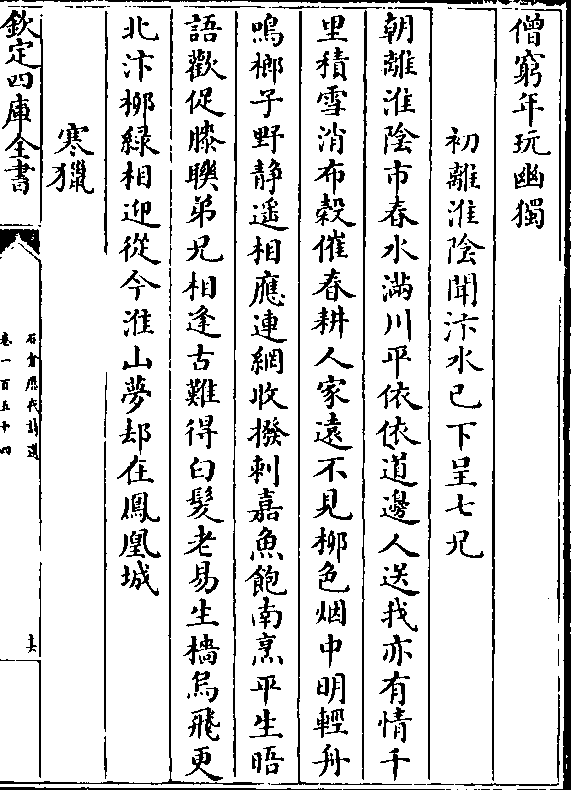 僧窮年玩幽獨
初離淮陰聞汴水已下呈七兄
朝離淮陰市春水滿川平依依道邊人送我亦有情千
里積雪消布穀催春耕人家遠不見柳色烟中明輕舟
鳴榔子野静遥相應連網收撥剌嘉魚飽南烹平生晤
語歡促膝聨弟兄相逢古難得白髮老易生檣烏飛更
北汴栁緑相迎從今淮山夢却在鳳凰城
寒獵
欽定四庫全書
石倉歷代詩選
卷一百五十四